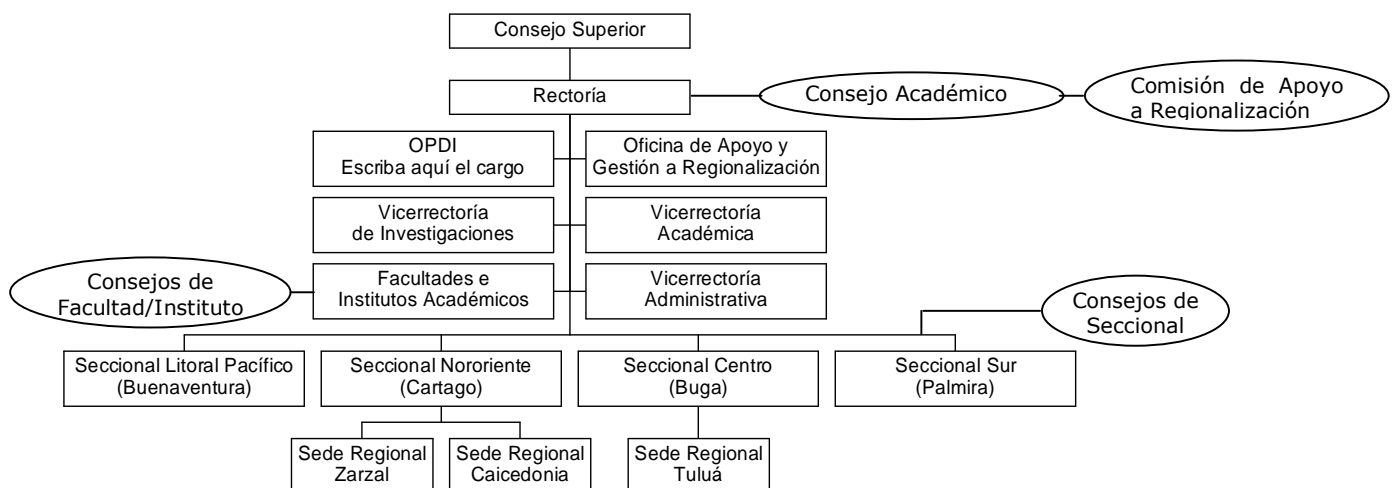 Consejo Superior
Rectoría
Consejo Académico
Comisión de Apoyo
a Regionalización
OPDI
Escriba aquí el cargo
Oficina de Apoyo y
Gestión a Regionalización
Vicerrectoría
de Investigaciones
Vicerrectoría
Académica
Consejos de
Facultad/Instituto
Facultades e
Institutos Académicos
Vicerrectoría
Administrativa
Consejos de
Seccional
Seccional Litoral Pacífico
(Buenaventura)
Seccional Nororiente
(Cartago)
Seccional Centro
(Buga)
Seccional Sur
(Palmira)
Sede Regional
Zarzal
Sede Regional
Caicedonia
Sede Regional
Tuluá